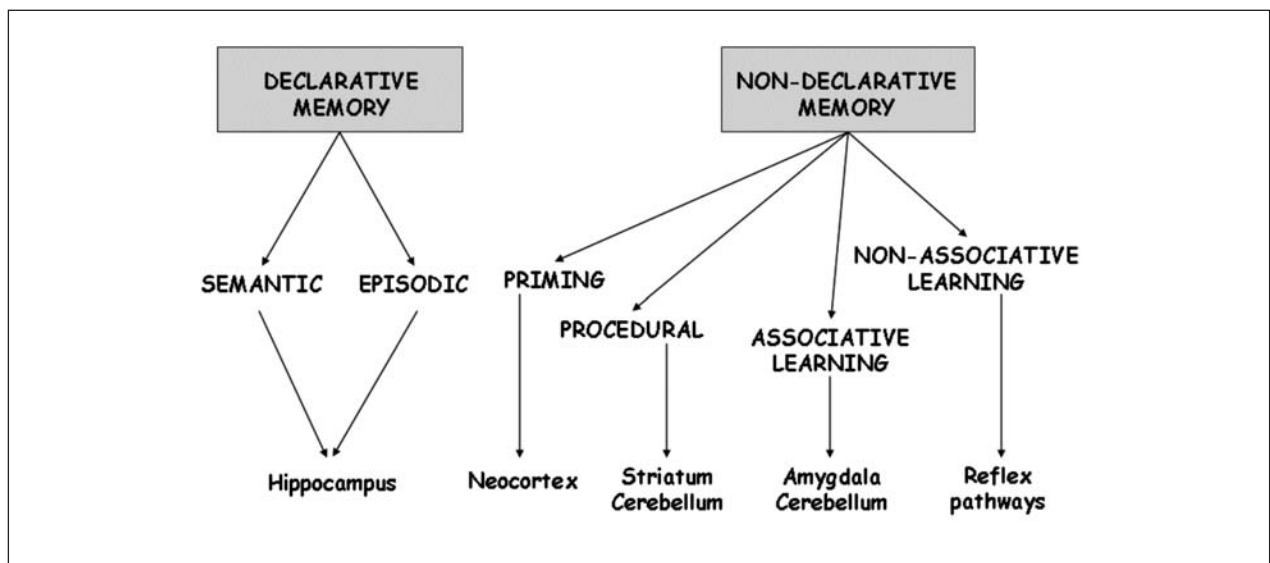 DECLARATIVE
MEMORY
NON-DECLARATIVE
MEMORY
SEMANTIC
EPISODIC
PRIMING
PROCEDURAL
ASSOCIATIVE
LEARNING
NON-ASSOCIATIVE
LEARNING
Hippocampus
Neocortex
Striatum
Cerebellum
Amygdala
Cerebellum
Reflex
pathways